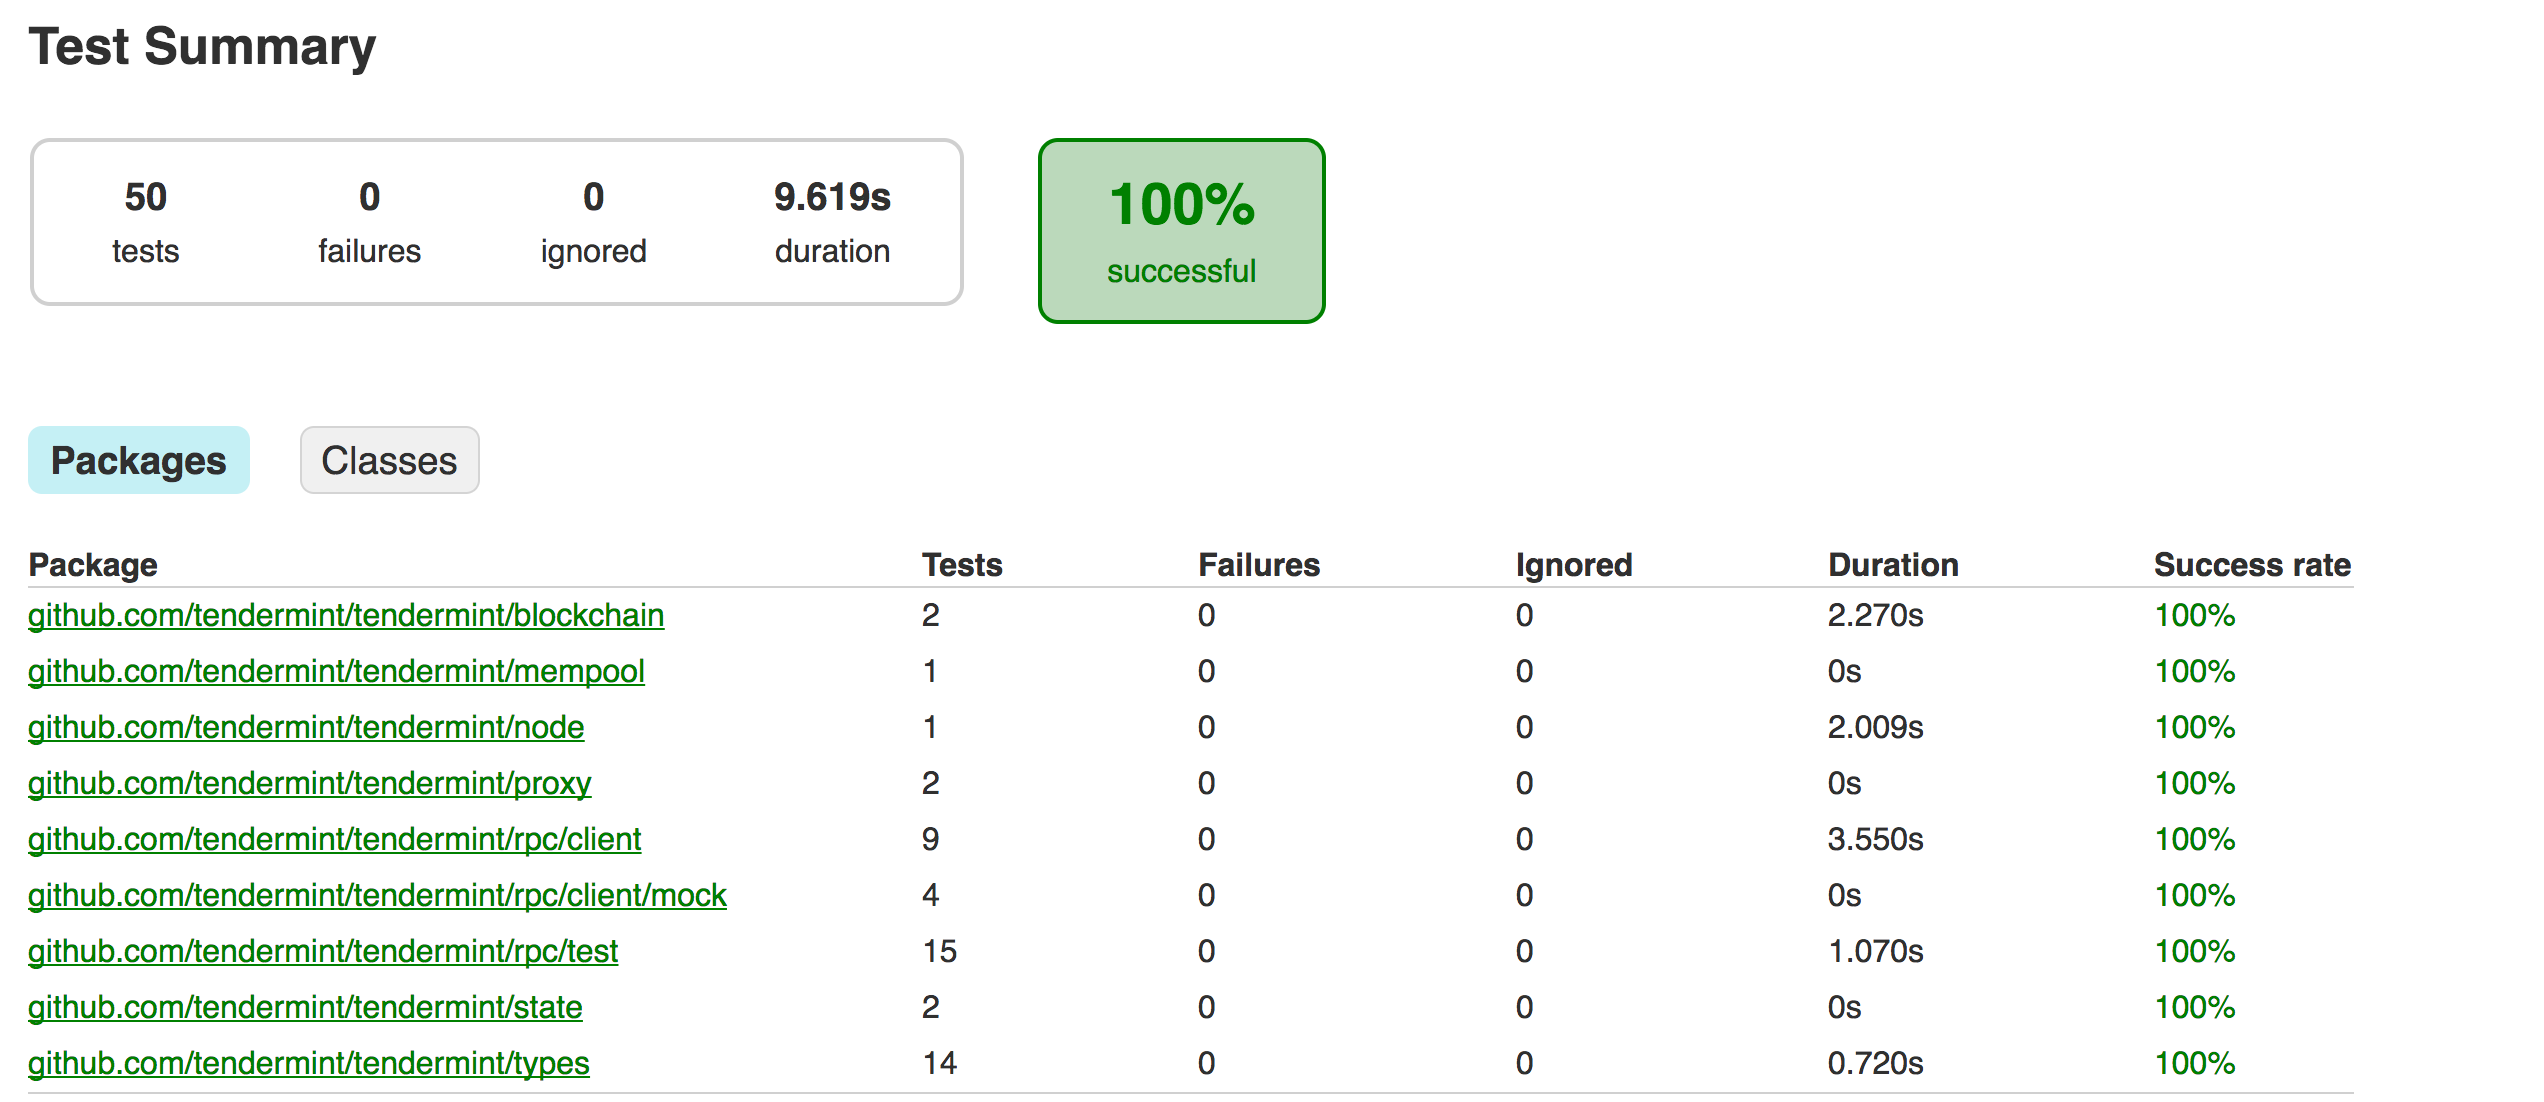 Test Summary
50 0 0 9.619s
tests failures ignored duration
100%
successful
Packages Classes
Package Tests Failures Ignored Duration Success rate
github.com/tendermint/tendermint/blockchain 2 0 0 2.270s 100%
github.com/tendermint/tendermint/mempool 1 0 0 0s 100%
github.com/tendermint/tendermint/node 1 0 0 2.009s 100%
github.com/tendermint/tendermint/proxy 2 0 0 0s 100%
github.com/tendermint/tendermint/rpc/client 9 0 0 3.550s 100%
github.com/tendermint/tendermint/rpc/client/mock 4 0 0 0s 100%
github.com/tendermint/tendermint/rpc/test 15 0 0 1.070s 100%
github.com/tendermint/tendermint/state 2 0 0 0s 100%
github.com/tendermint/tendermint/types 14 0 0 0.720s 100%